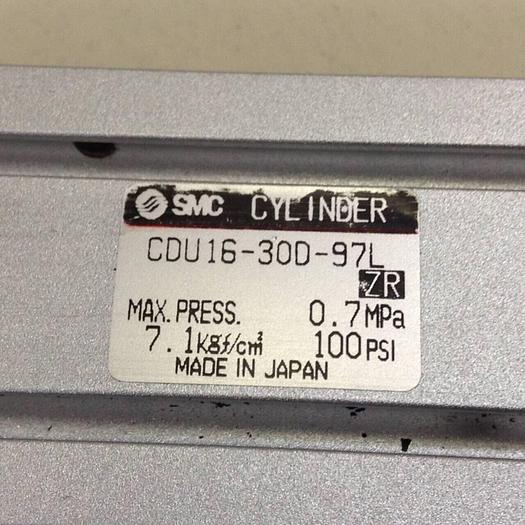 SMC CYLINDER
CDU16-30D-97L
ZR
MAX. PRESS. 0.7MPa
7.1kgf/cm² 100PSI
MADE IN JAPAN